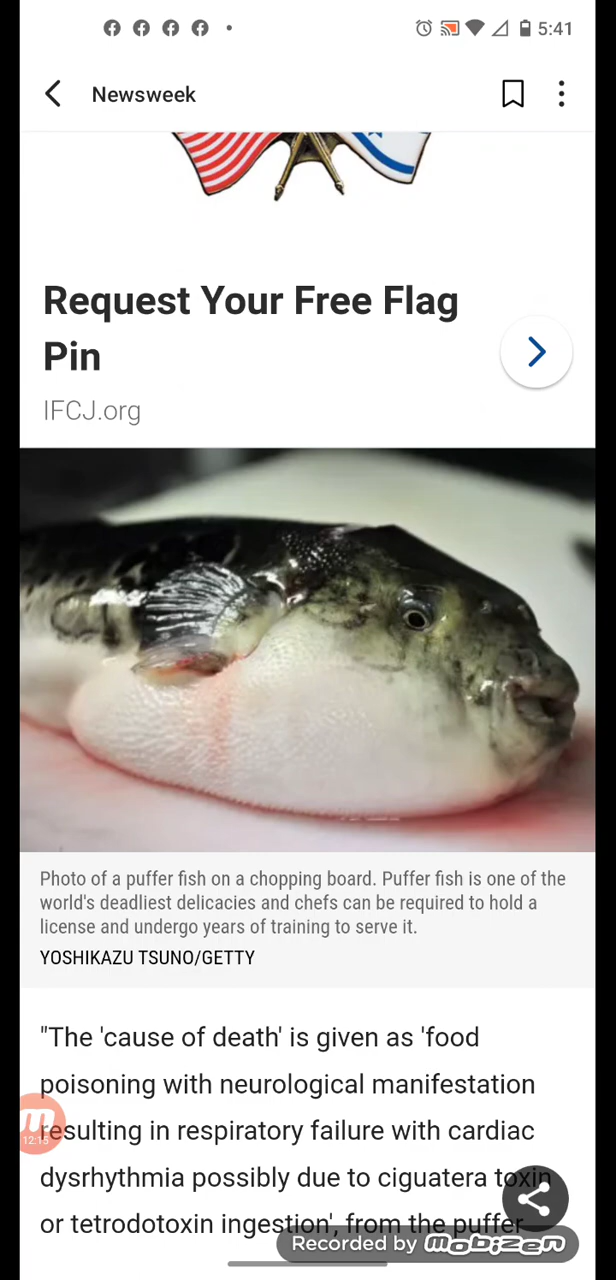 5:41
Newsweek
Request Your Free Flag
Pin
IFCJ.org
Photo of a puffer fish on a chopping board. Puffer fish is one of the
world's deadliest delicacies and chefs can be required to hold a
license and undergo years of training to serve it.
YOSHIKAZU TSUNO/GETTY
"The 'cause of death' is given as 'food
poisoning with neurological manifestation
12:15
resulting in respiratory failure with cardiac
dysrhythmia possibly due to ciguatera toxin
or tetrodotoxin ingestion', from the puffer
Recorded by mobizen